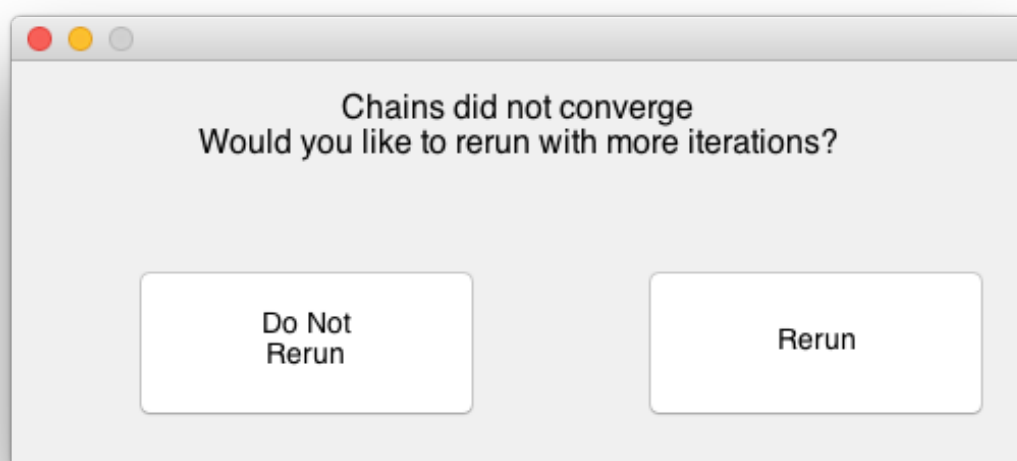 Chains did not converge
Would you like to rerun with more iterations?
Do Not
Rerun
Rerun